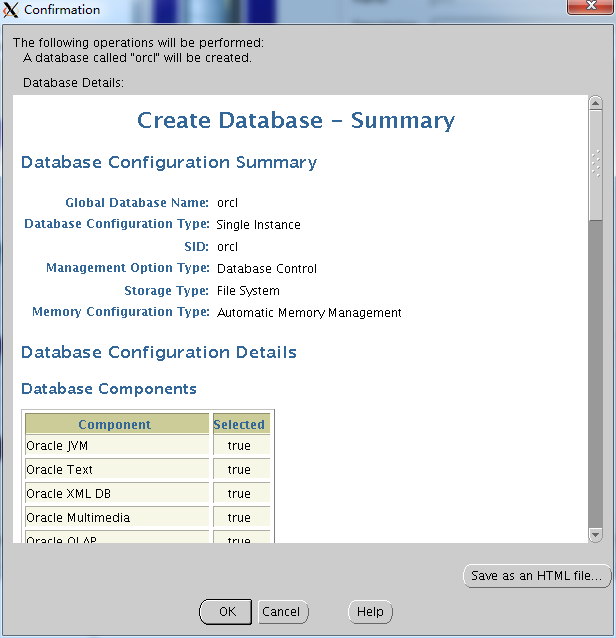 Confirmation
The following operations will be performed:
A database called "orcl" will be created.
Database Details:
Create Database – Summary
Database Configuration Summary
Global Database Name: orcl
Database Configuration Type: Single Instance
SID: orcl
Management Option Type: Database Control
Storage Type: File System
Memory Configuration Type: Automatic Memory Management
Database Configuration Details
Database Components
Component Selected
Oracle JVM true
Oracle Text true
Oracle XML DB true
Oracle Multimedia true
Oracle OLAP true
Save as an HTML file...
OK Cancel Help